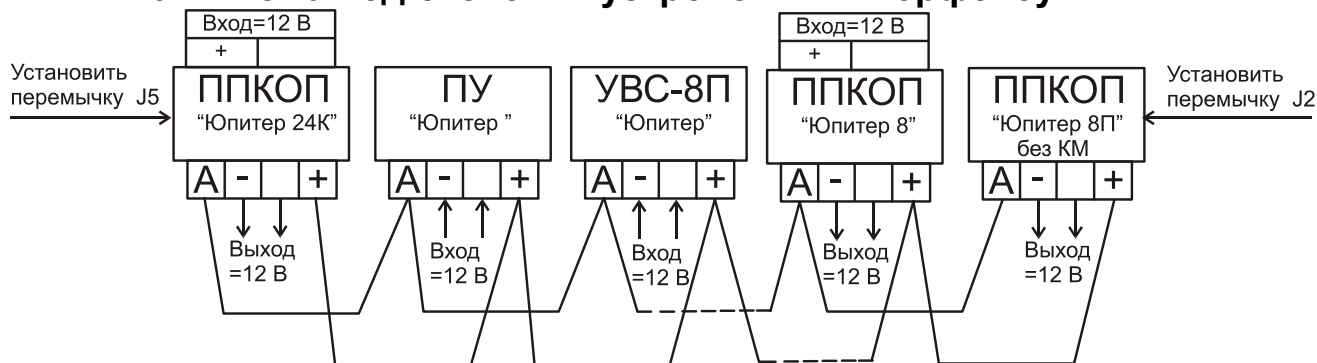 Вход=12 В
+
Вход=12 В
+
Установить
перемычку J5
ППКОП
“Юпитер 24К”
ПУ
“Юпитер ”
УВС-8П
“Юпитер”
ППКОП
“Юпитер 8”
ППКОП
“Юпитер 8П”
без КМ
Установить
перемычку J2
А - +
А - +
А - +
А - +
А - +
Выход
=12 В
Вход
=12 В
Вход
=12 В
Выход
=12 В
Выход
=12 В